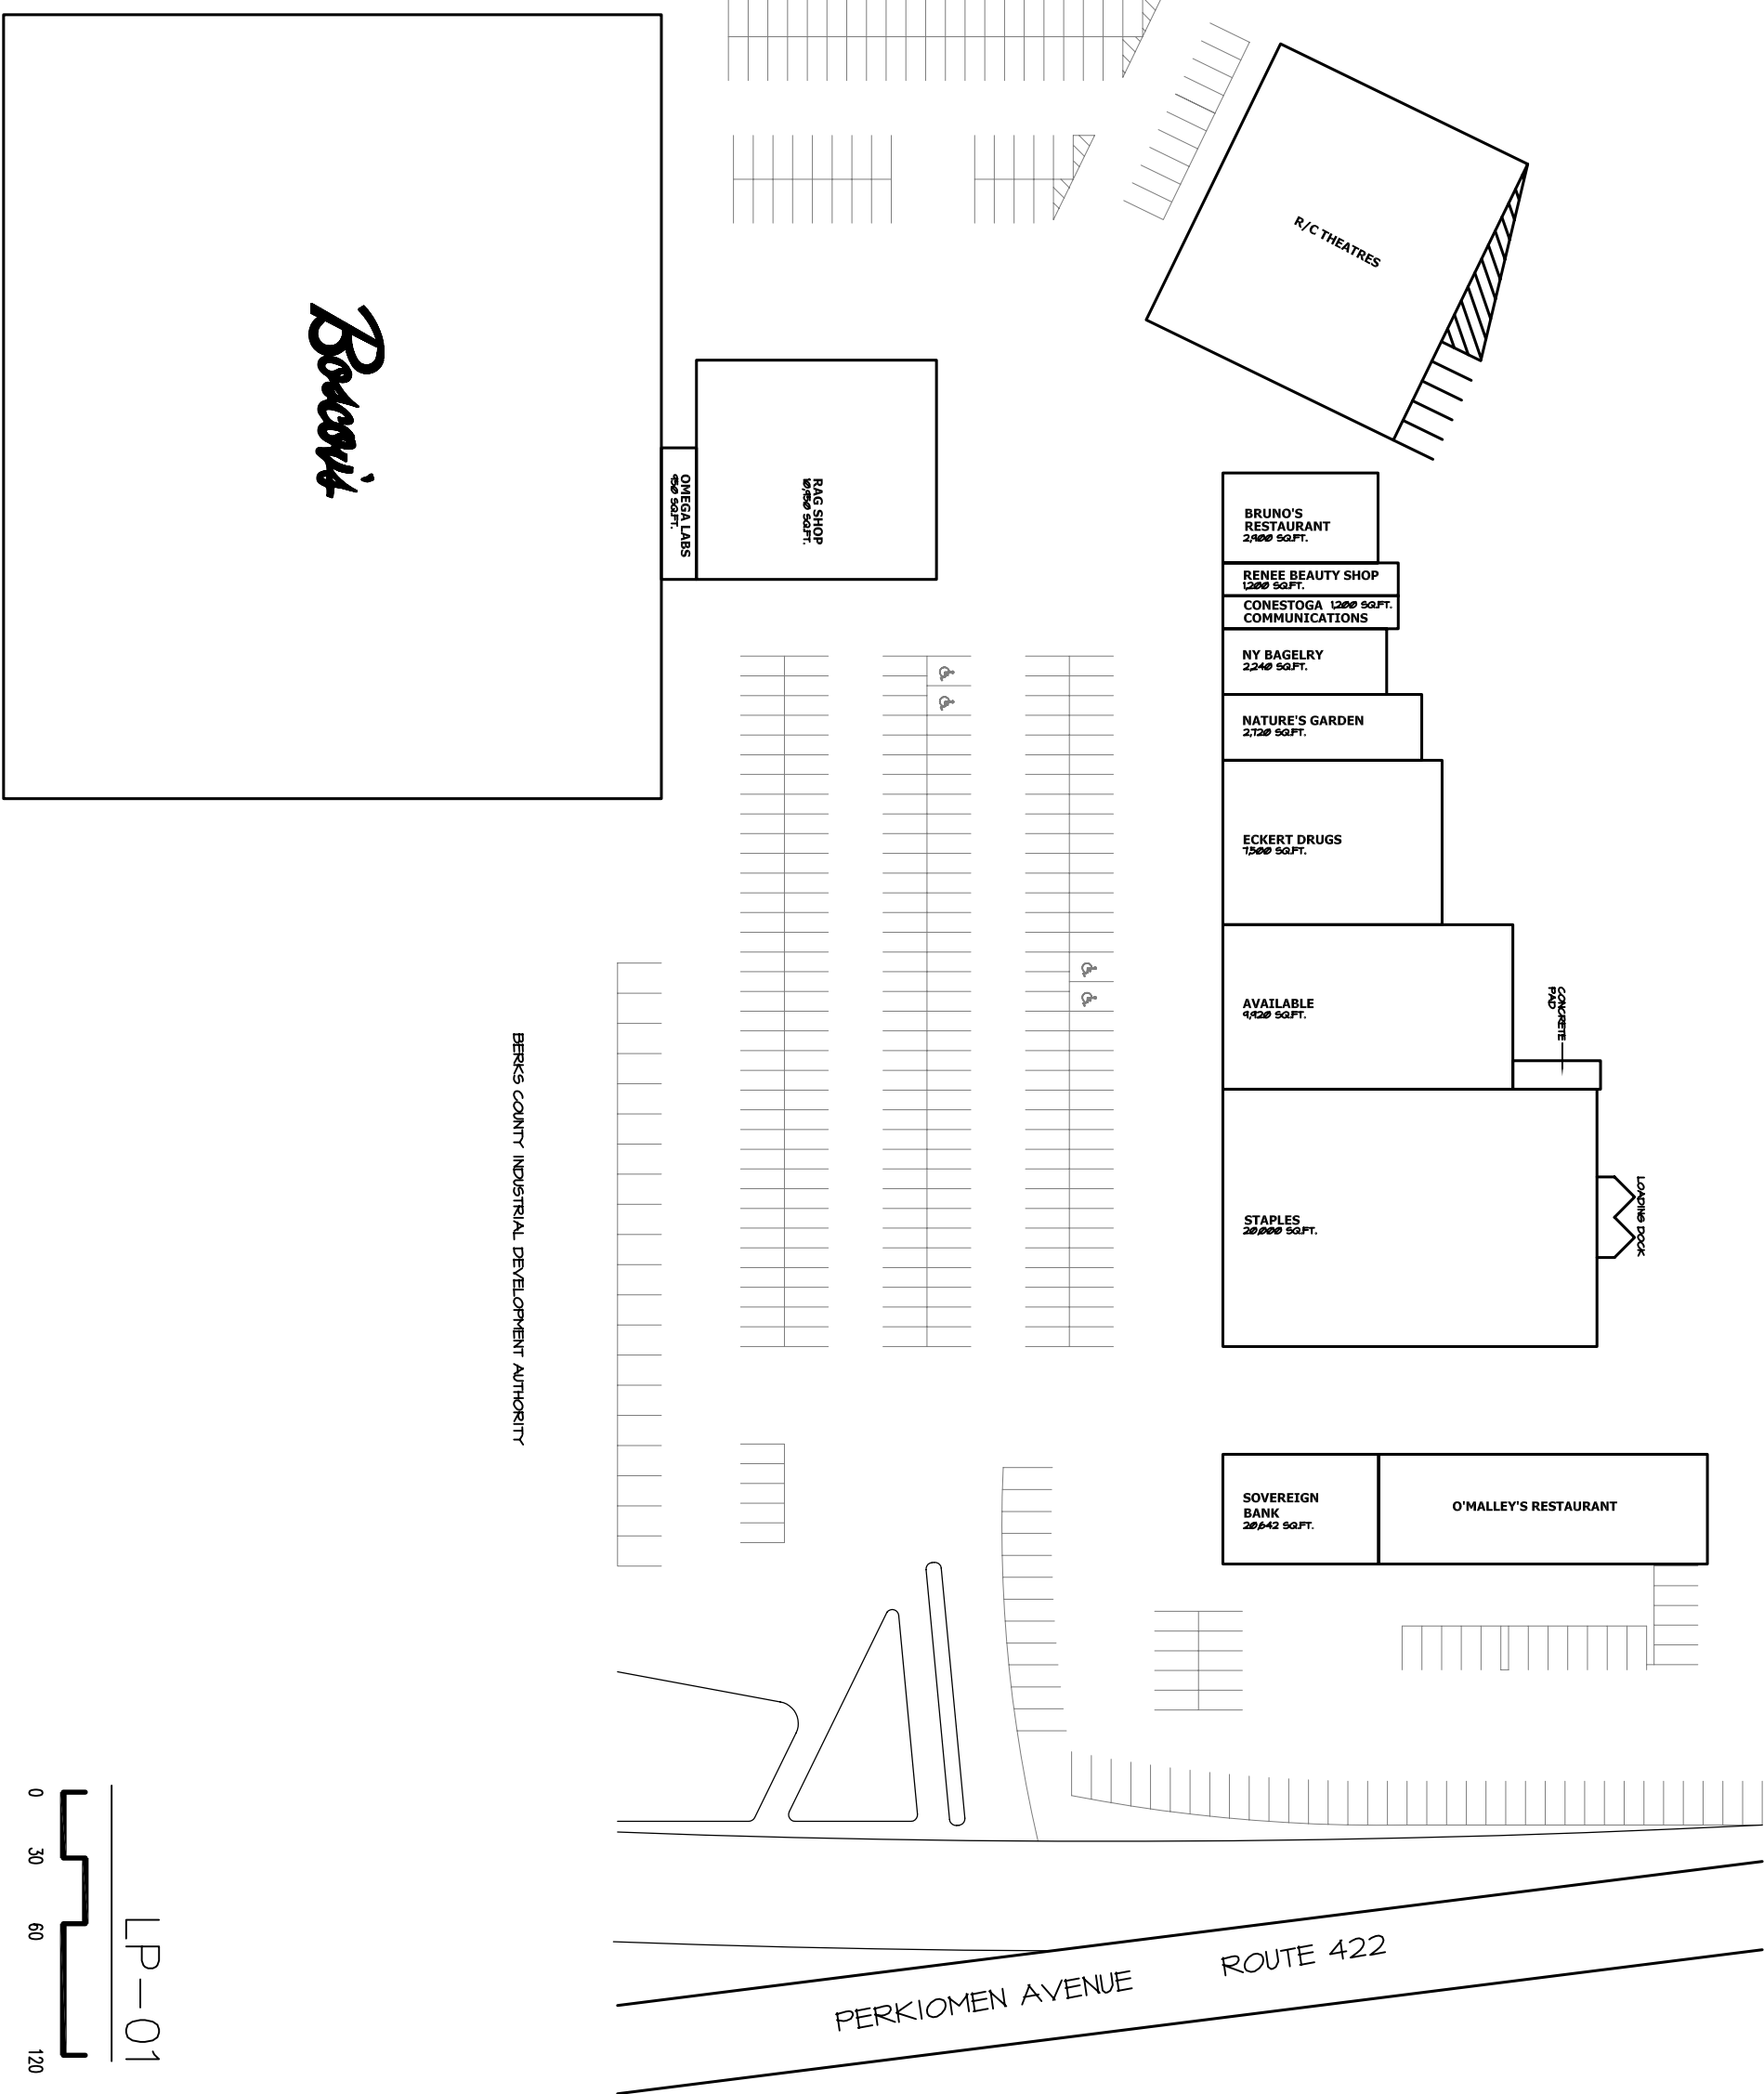 R/C THEATRES
Boscov's
OMEGA LABS
950 SQ.FT.
RAG SHOP
10,950 SQ.FT.
BRUNO'S
RESTAURANT
2,900 SQ.FT.
RENEE BEAUTY SHOP
1,200 SQ.FT.
CONESTOGA 1,200 SQ.FT.
COMMUNICATIONS
NY BAGELRY
2,240 SQ.FT.
NATURE'S GARDEN
2,720 SQ.FT.
ECKERT DRUGS
7,500 SQ.FT.
AVAILABLE
9,920 SQ.FT.
CONCRETE
PAD
STAPLES
20,000 SQ.FT.
LOADING DOCK
BERKS COUNTY INDUSTRIAL DEVELOPMENT AUTHORITY
SOVEREIGN
BANK
20,642 SQ.FT.
O'MALLEY'S RESTAURANT
PERKIOMEN AVENUE ROUTE 422
LP-01
0 30 60 120